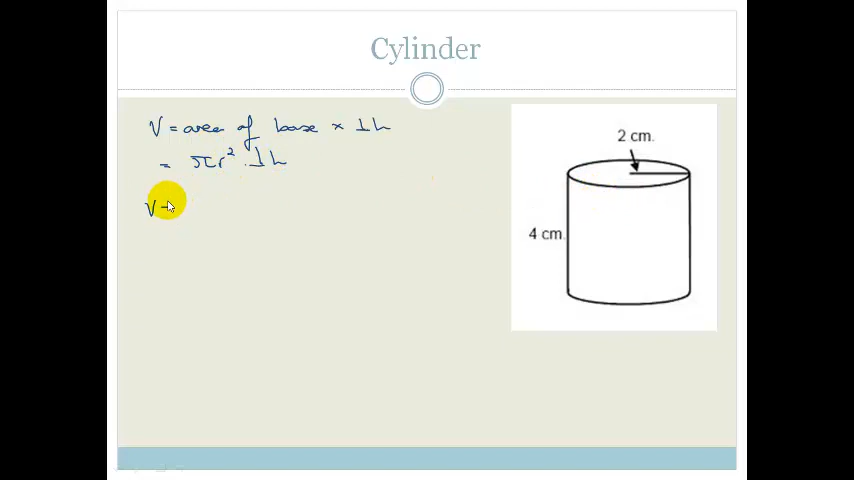 Cylinder
V = area of base × ⊥h
= πr² . ⊥h
V =
2 cm.
4 cm.